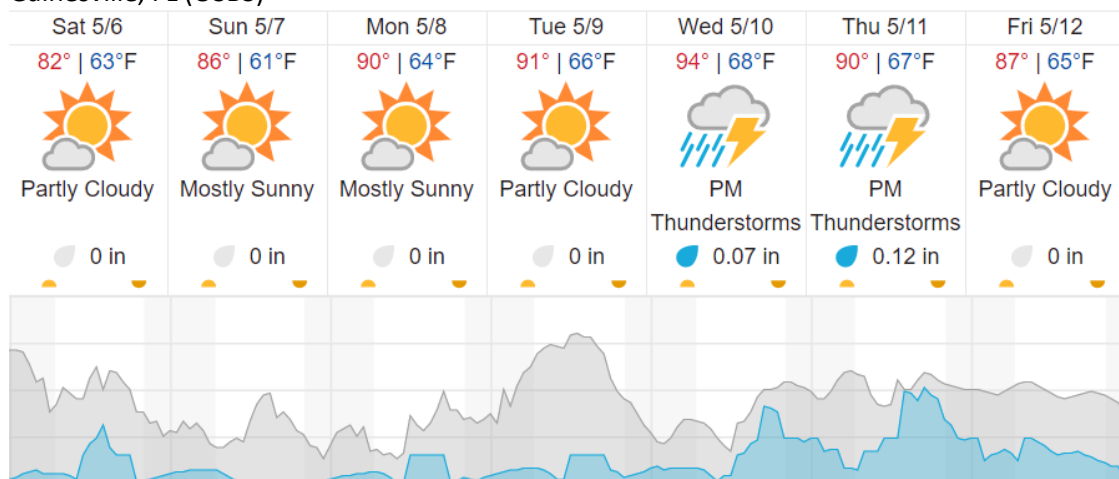 Gainesville, FL
Sat 5/6 Sun 5/7 Mon 5/8 Tue 5/9 Wed 5/10 Thu 5/11 Fri 5/12
82° | 63°F 86° | 61°F 90° | 64°F 91° | 66°F 94° | 68°F 90° | 67°F 87° | 65°F
Partly Cloudy Mostly Sunny Mostly Sunny Partly Cloudy PM PM Partly Cloudy
Thunderstorms Thunderstorms
0 in 0 in 0 in 0 in 0.07 in 0.12 in 0 in